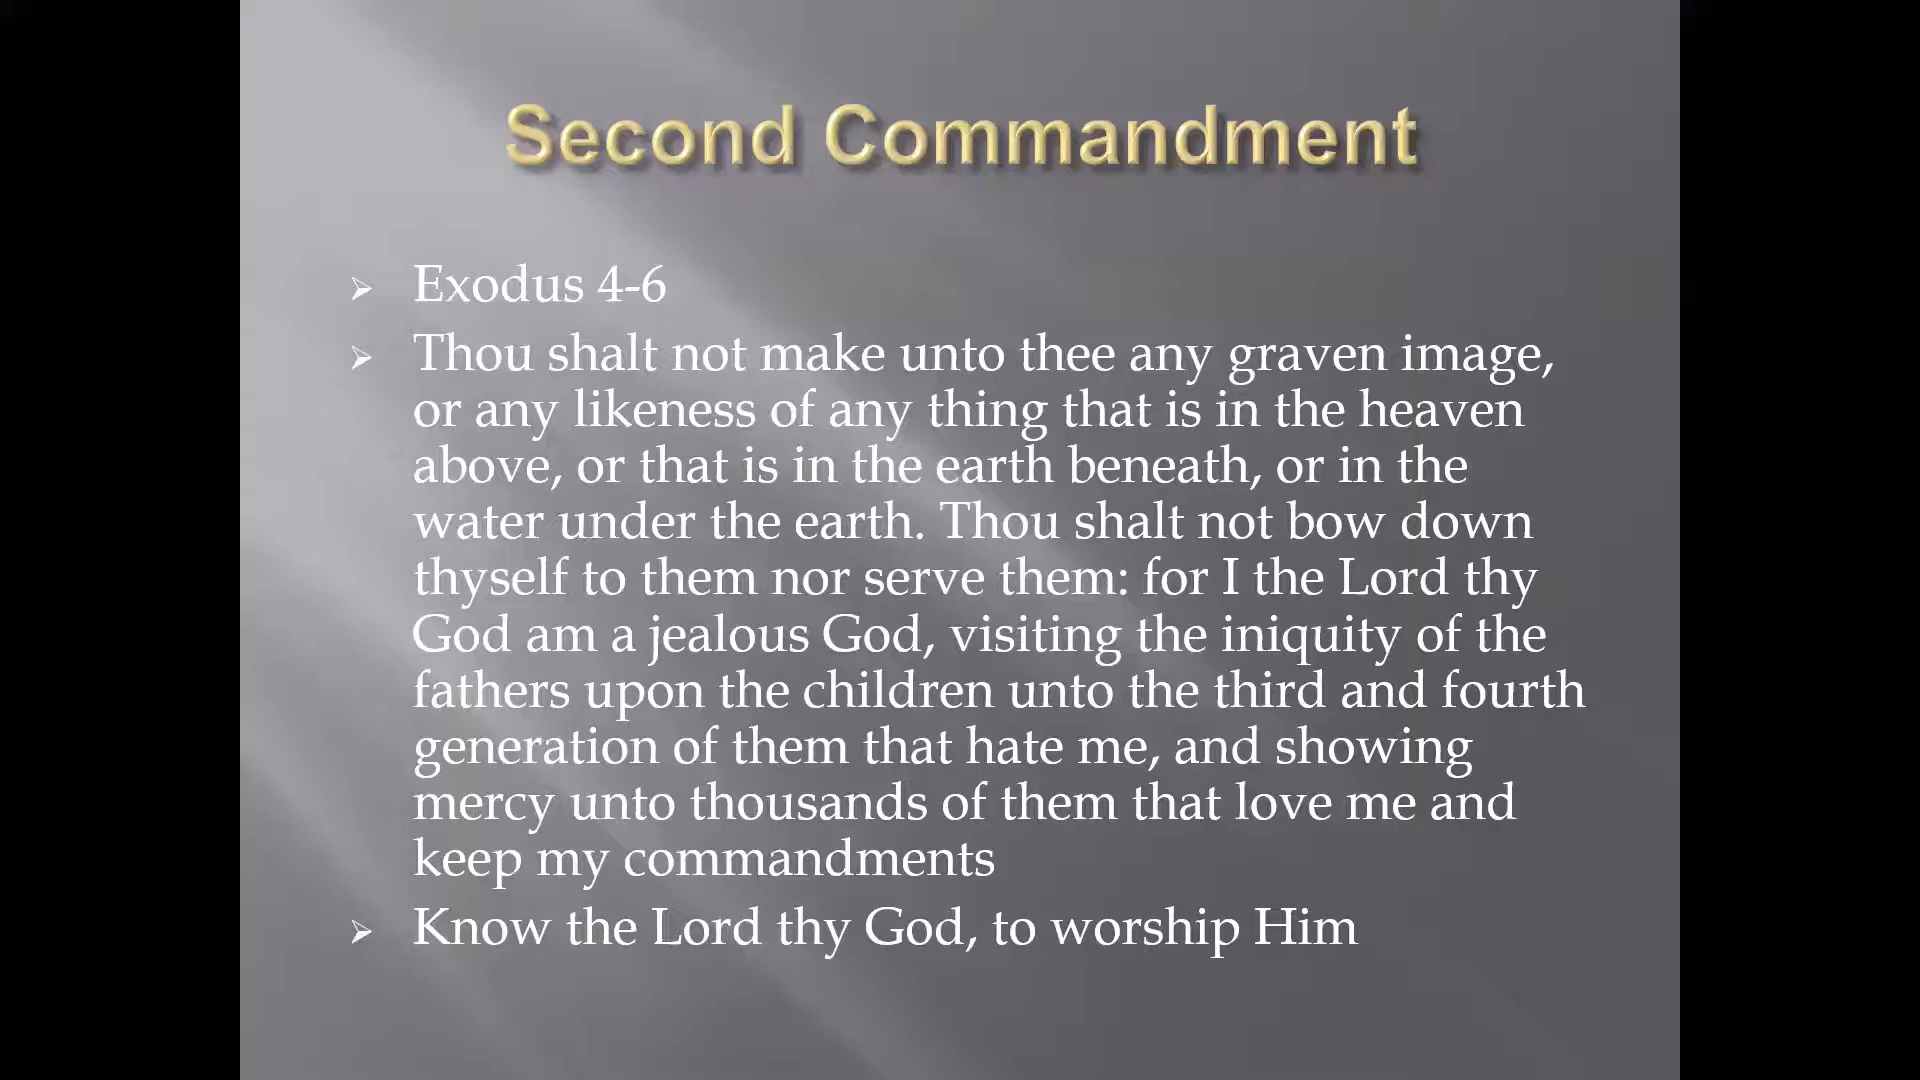 Second Commandment
Exodus 4-6
Thou shalt not make unto thee any graven image,
or any likeness of any thing that is in the heaven
above, or that is in the earth beneath, or in the
water under the earth. Thou shalt not bow down
thyself to them nor serve them: for I the Lord thy
God am a jealous God, visiting the iniquity of the
fathers upon the children unto the third and fourth
generation of them that hate me, and showing
mercy unto thousands of them that love me and
keep my commandments
Know the Lord thy God, to worship Him